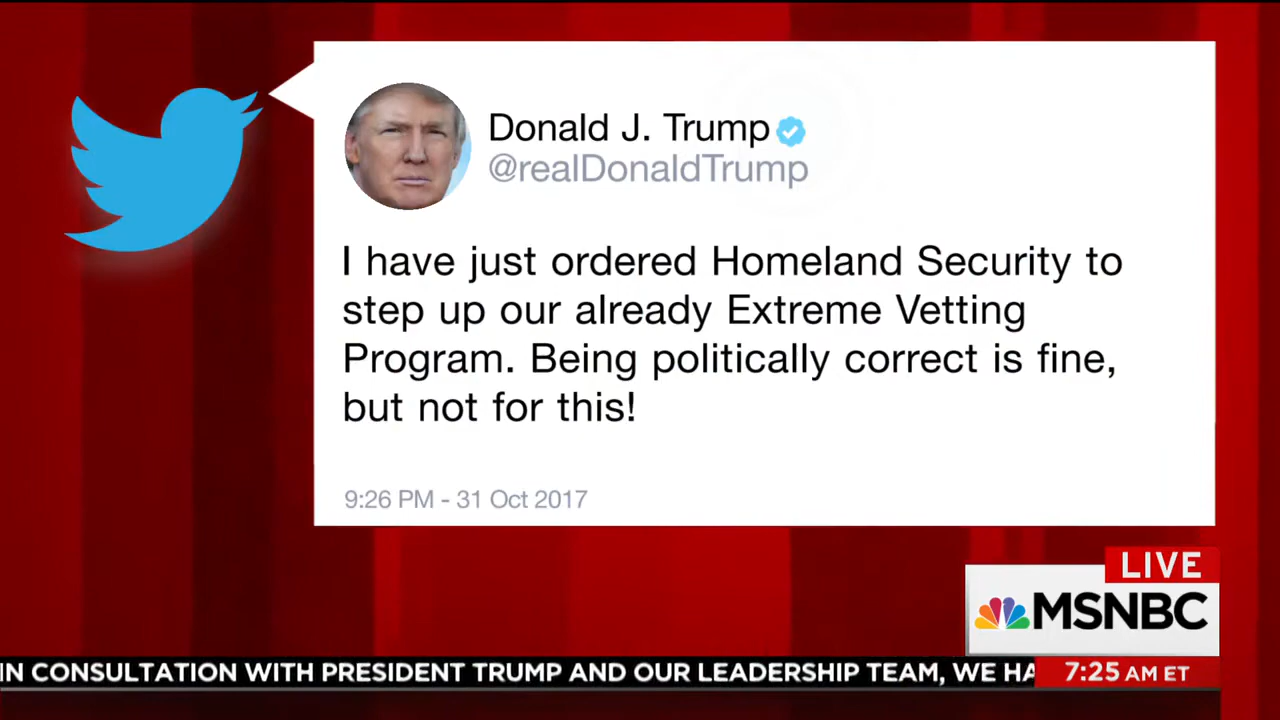 Donald J. Trump
@realDonaldTrump
I have just ordered Homeland Security to
step up our already Extreme Vetting
Program. Being politically correct is fine,
but not for this!
9:26 PM - 31 Oct 2017
LIVE
MSNBC
IN CONSULTATION WITH PRESIDENT TRUMP AND OUR LEADERSHIP TEAM, WE HA
7:25 AM ET